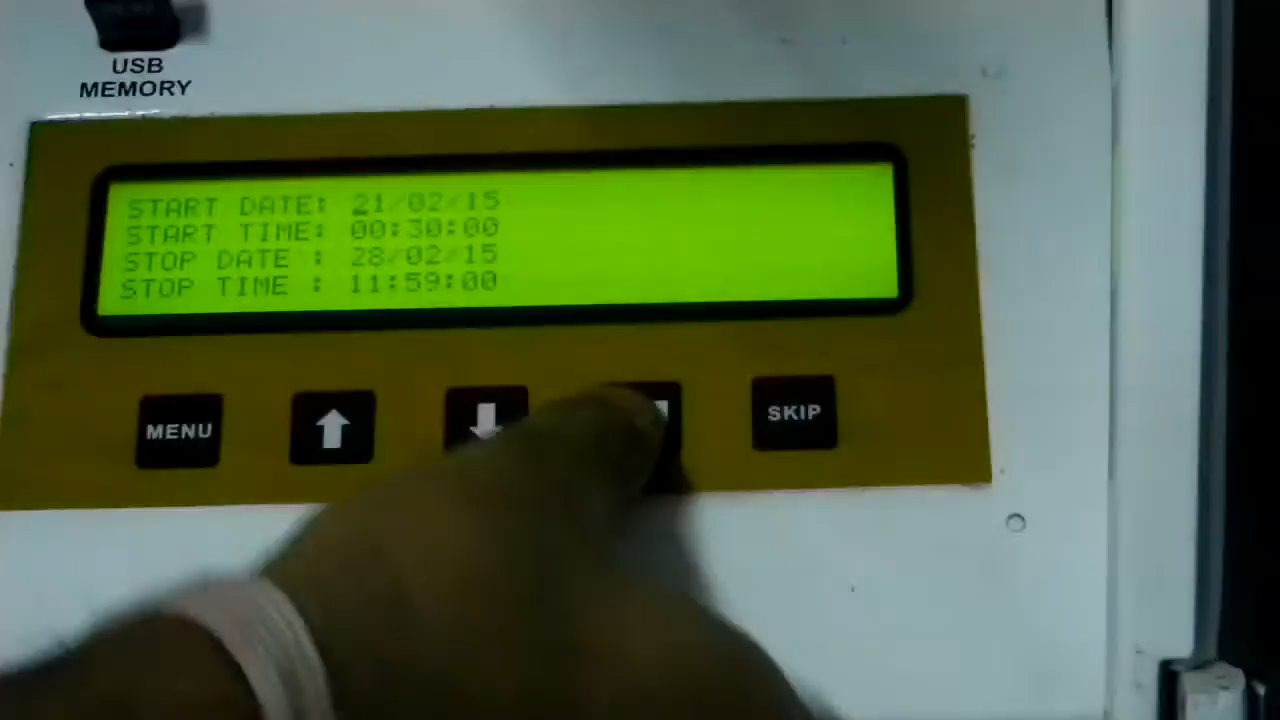 USB
MEMORY
START DATE: 21/02/15
START TIME: 00:30:00
STOP DATE : 28/02/15
STOP TIME : 11:59:00
MENU
SKIP